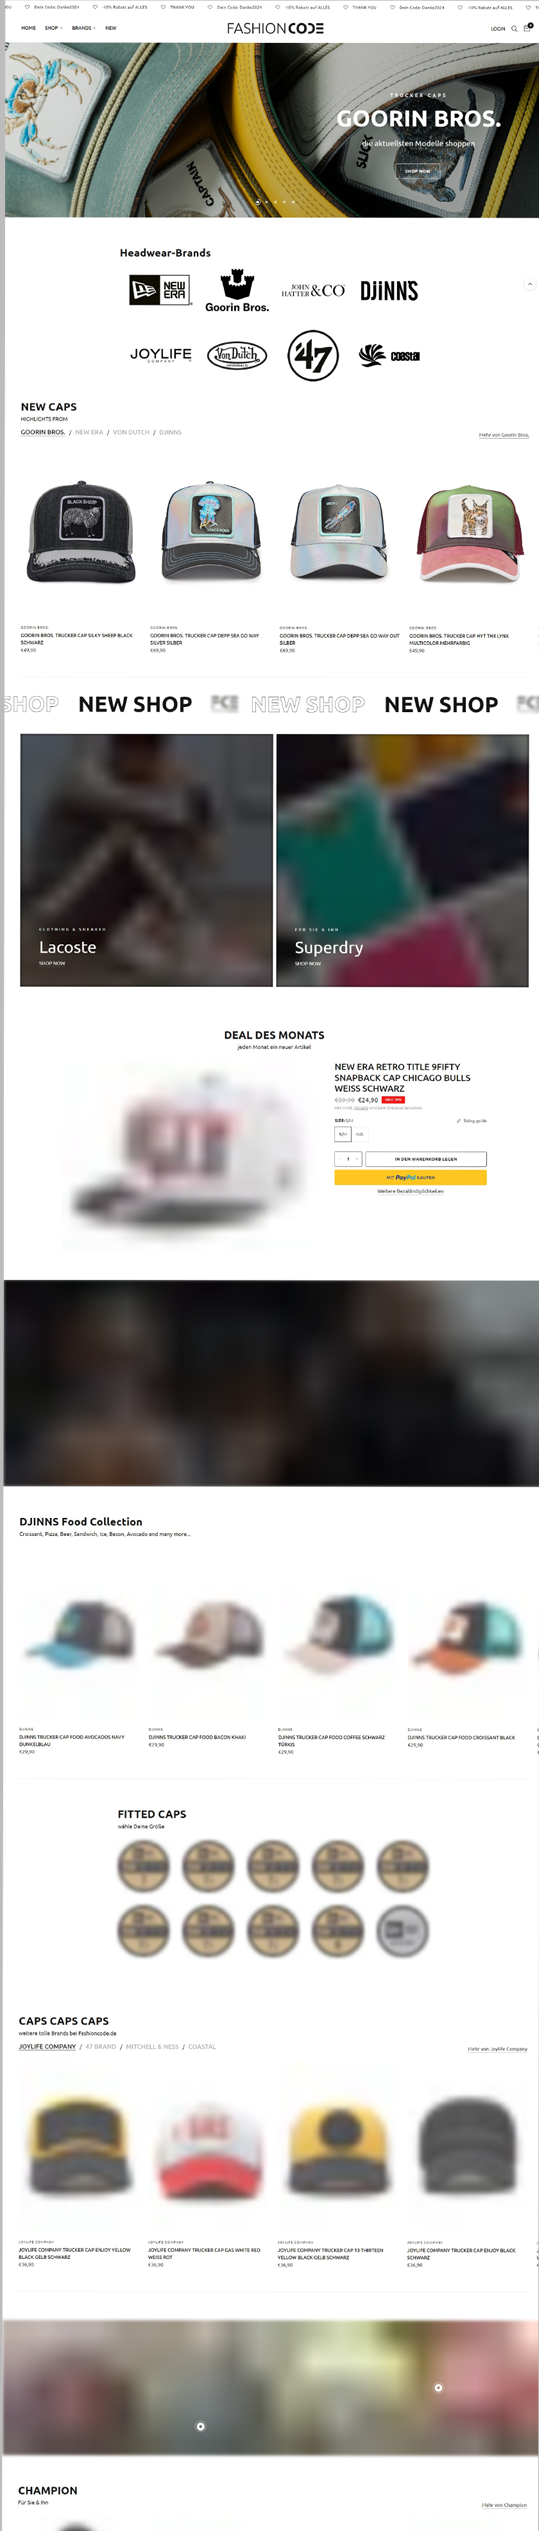 Dein Code: Danke2024 -10% Rabatt auf ALLES THANK YOU Dein Code: Danke2024 -10% Rabatt auf ALLES THANK YOU Dein Code: Danke2024 -10% Rabatt auf ALLES
HOME SHOP BRANDS NEW
FASHIONCODE
LOGIN
TRUCKER CAPS
GOORIN BROS.
die aktuellsten Modelle shoppen
SHOP NOW
CAPTAIN
SLICK
Headwear-Brands
NEW ERA
Goorin Bros.
JOHN HATTER &CO
DJINN'S
JOYLIFE
COMPANY
Von Dutch
'47
coastal
NEW CAPS
HIGHLIGHTS FROM
GOORIN BROS. / NEW ERA / VON DUTCH / DJINNS
Mehr von Goorin Bros.
BLACK SHEEP
GOORIN BROS.
GOORIN BROS. TRUCKER CAP SILKY SHEEP BLACK
SCHWARZ
€49,90
GOORIN BROS.
GOORIN BROS. TRUCKER CAP DEPP SEA GO WAY
SILVER SILBER
€69,90
GOORIN BROS.
GOORIN BROS. TRUCKER CAP DEPP SEA GO WAY OUT
SILBER
€69,90
GOORIN BROS.
GOORIN BROS. TRUCKER CAP HYT THE LYNX
MULTICOLOR MEHRFARBIG
€49,90
SHOP NEW SHOP NEW SHOP NEW SHOP
CLOTHING & SNEAKER
Lacoste
SHOP NOW
FÜR SIE & IHN
Superdry
SHOP NOW
DEAL DES MONATS
jeden Monat ein neuer Artikel
NEW ERA RETRO TITLE 9FIFTY
SNAPBACK CAP CHICAGO BULLS
WEISS SCHWARZ
€24,90
SIZE: S/M
Sizing guide
S/M
1
IN DEN WARENKORB LEGEN
MIT PayPal KAUFEN
Weitere Bezahlmöglichkeiten
DJINNS Food Collection
Croissant, Pizza, Beer, Sandwich, Ice, Bacon, Avocado and many more...
DJINNS
DJINNS TRUCKER CAP FOOD AVOCADOS NAVY
DUNKELBLAU
€29,90
DJINNS
DJINNS TRUCKER CAP FOOD BACON KHAKI
€29,90
DJINNS
DJINNS TRUCKER CAP FOOD COFFEE SCHWARZ
TÜRKIS
€29,90
DJINNS
DJINNS TRUCKER CAP FOOD CROISSANT BLACK
€29,90
FITTED CAPS
wähle Deine Größe
CAPS CAPS CAPS
weitere tolle Brands bei Fashioncode.de
JOYLIFE COMPANY / 47 BRAND / MITCHELL & NESS / COASTAL
Mehr von Joylife Company
JOYLIFE COMPANY
JOYLIFE COMPANY TRUCKER CAP ENJOY YELLOW
BLACK GELB SCHWARZ
€36,90
JOYLIFE COMPANY
JOYLIFE COMPANY TRUCKER CAP GAS WHITE RED
WEISS ROT
€36,90
JOYLIFE COMPANY
JOYLIFE COMPANY TRUCKER CAP 13 THIRTEEN
YELLOW BLACK GELB SCHWARZ
€36,90
JOYLIFE COMPANY
JOYLIFE COMPANY TRUCKER CAP ENJOY BLACK
SCHWARZ
€36,90
CHAMPION
Für Sie & Ihn
Mehr von Champion